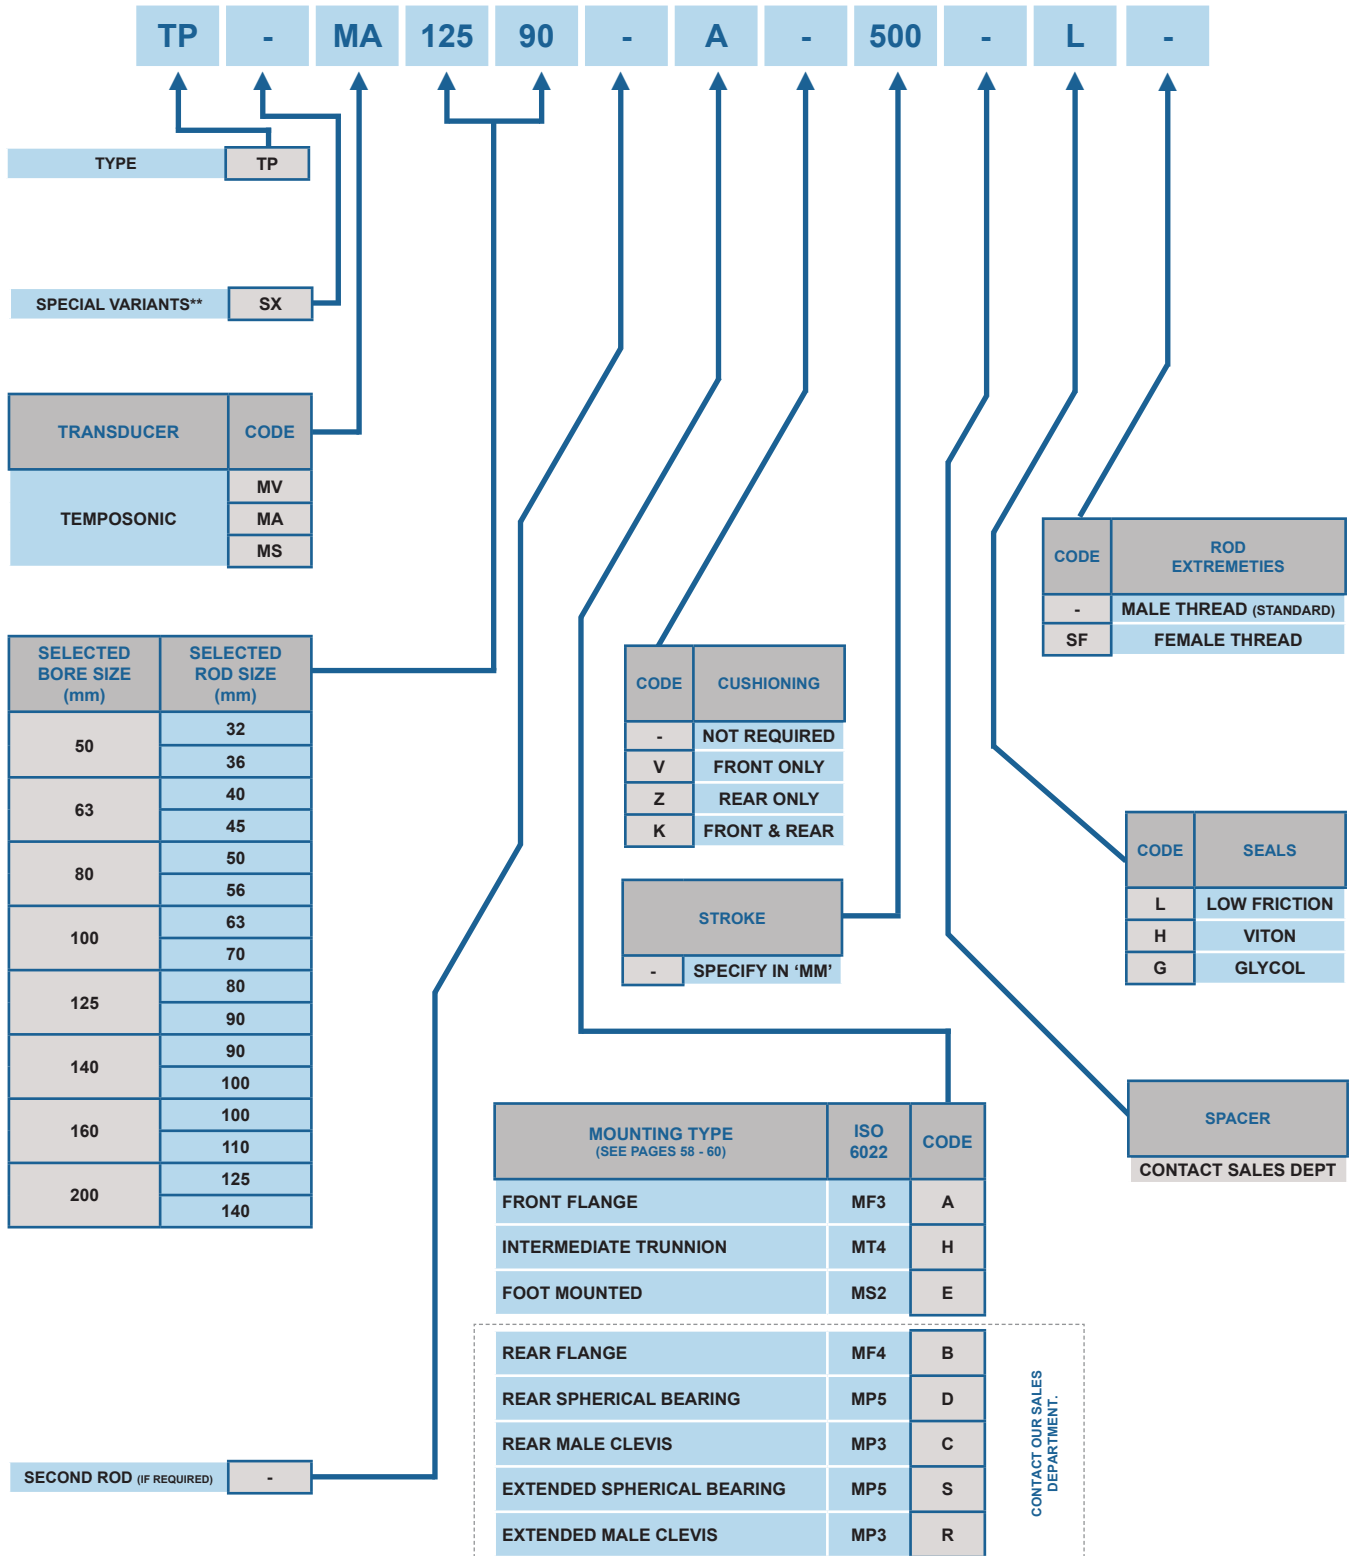 TP - MA 125 90 - A - 500 - L -
TYPE TP
SPECIAL VARIANTS** SX
TRANSDUCER CODE
TEMPOSONIC
MV
MA
MS
SELECTED BORE SIZE (mm)
SELECTED ROD SIZE (mm)
50
32
36
63
40
45
80
50
56
100
63
70
125
80
90
140
90
100
160
100
110
200
125
140
SECOND ROD (IF REQUIRED) -
CODE CUSHIONING
- NOT REQUIRED
V FRONT ONLY
Z REAR ONLY
K FRONT & REAR
STROKE
- SPECIFY IN ‘MM’
MOUNTING TYPE
(SEE PAGES 58 - 60)
ISO
6022
CODE
FRONT FLANGE MF3 A
INTERMEDIATE TRUNNION MT4 H
FOOT MOUNTED MS2 E
REAR FLANGE MF4 B
REAR SPHERICAL BEARING MP5 D
REAR MALE CLEVIS MP3 C
EXTENDED SPHERICAL BEARING MP5 S
EXTENDED MALE CLEVIS MP3 R
CONTACT OUR SALES
DEPARTMENT.
CODE
ROD
EXTREMETIES
- MALE THREAD (STANDARD)
SF FEMALE THREAD
CODE SEALS
L LOW FRICTION
H VITON
G GLYCOL
SPACER
CONTACT SALES DEPT